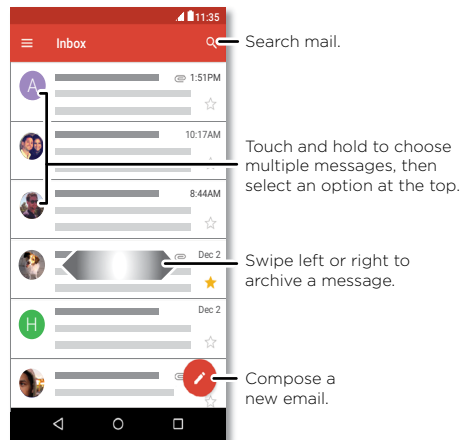 11:35
Inbox
Search mail.
A
1:51PM
10:17AM
Touch and hold to choose
multiple messages, then
select an option at the top.
8:44AM
Dec 2
Swipe left or right to
archive a message.
Dec 2
H
Compose a
new email.